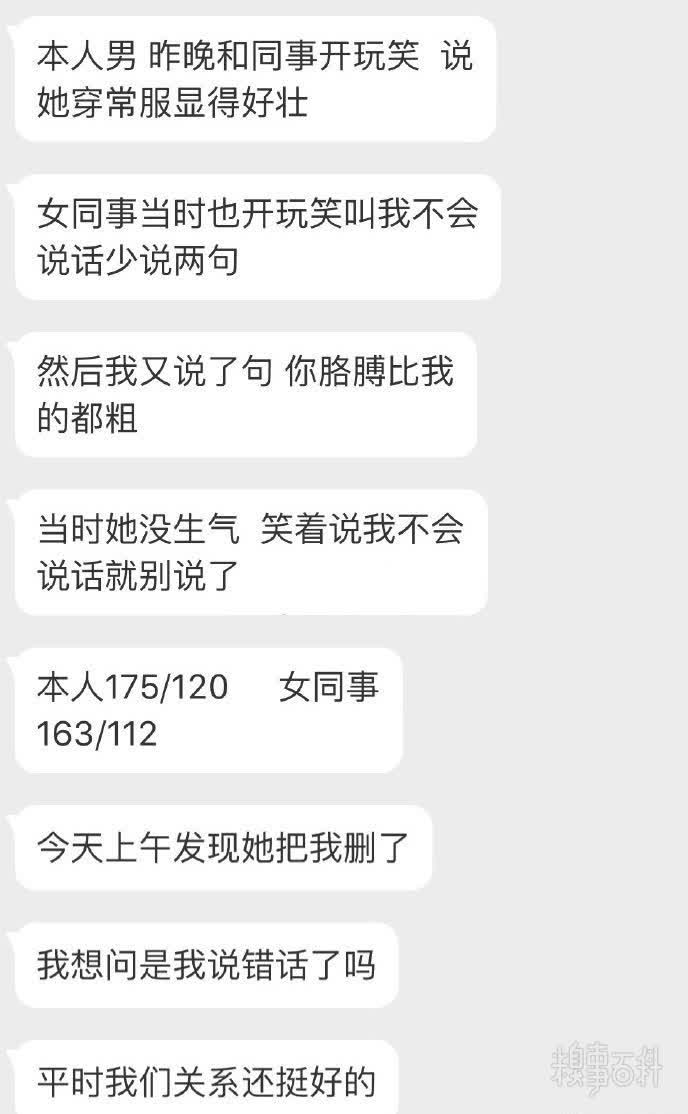 本人男 昨晚和同事开玩笑 说
她穿常服显得好壮
女同事当时也开玩笑叫我不会
说话少说两句
然后我又说了句 你胳膊比我
的都粗
当时她没生气 笑着说我不会
说话就别说了
本人175/120 女同事
163/112
今天上午发现她把我删了
我想问是我说错话了吗
平时我们关系还挺好的
糗事百科